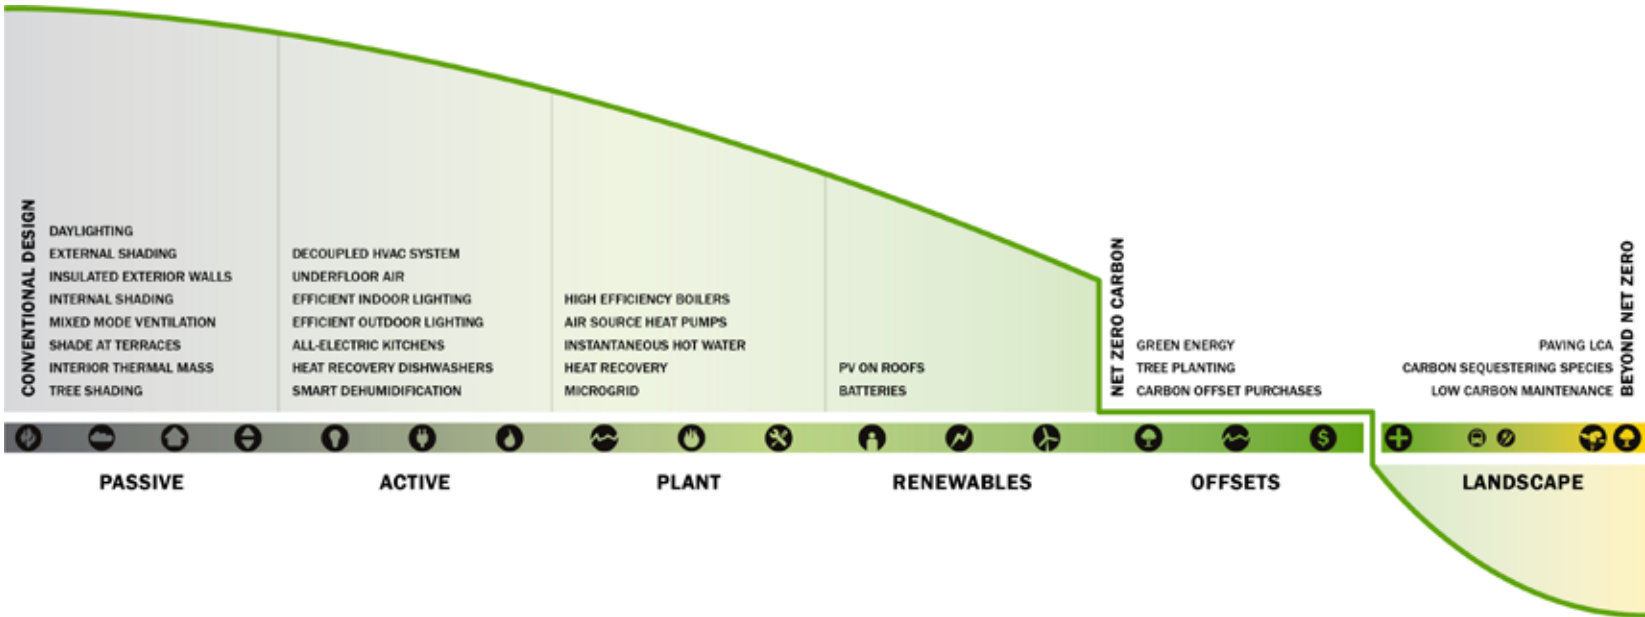 CONVENTIONAL DESIGN
DAYLIGHTING
EXTERNAL SHADING
INSULATED EXTERIOR WALLS
INTERNAL SHADING
MIXED MODE VENTILATION
SHADE AT TERRACES
INTERIOR THERMAL MASS
TREE SHADING
DECOUPLED HVAC SYSTEM
UNDERFLOOR AIR
EFFICIENT INDOOR LIGHTING
EFFICIENT OUTDOOR LIGHTING
ALL-ELECTRIC KITCHENS
HEAT RECOVERY DISHWASHERS
SMART DEHUMIDIFICATION
HIGH EFFICIENCY BOILERS
AIR SOURCE HEAT PUMPS
INSTANTANEOUS HOT WATER
HEAT RECOVERY
MICROGRID
PV ON ROOFS
BATTERIES
NET ZERO CARBON
GREEN ENERGY
TREE PLANTING
CARBON OFFSET PURCHASES
PAVING LCA
CARBON SEQUESTERING SPECIES
LOW CARBON MAINTENANCE
BEYOND NET ZERO
$
PASSIVE
ACTIVE
PLANT
RENEWABLES
OFFSETS
LANDSCAPE